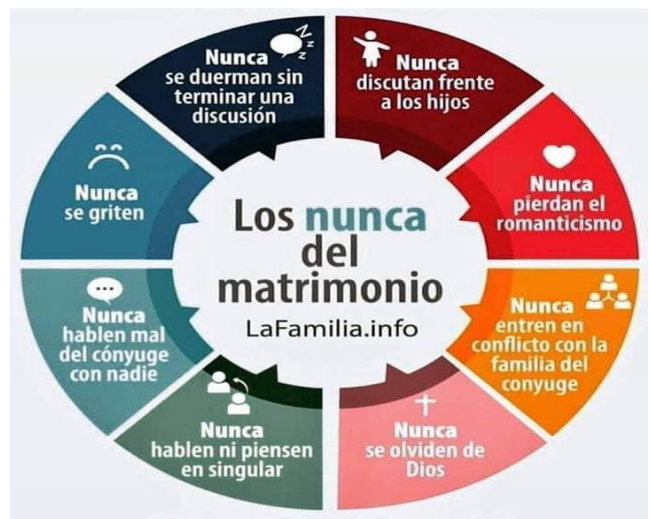 Los nunca
del
matrimonio
LaFamilia.info
Nunca
discutan frente
a los hijos
Nunca
pierdan el
romanticismo
Nunca
entren en
conflicto con la
familia del
conyuge
Nunca
se olviden de
Dios
Nunca
hablen ni piensen
en singular
Nunca
hablen mal
del cónyuge
con nadie
Nunca
se griten
Nunca
se duerman sin
terminar una
discusión
zzz